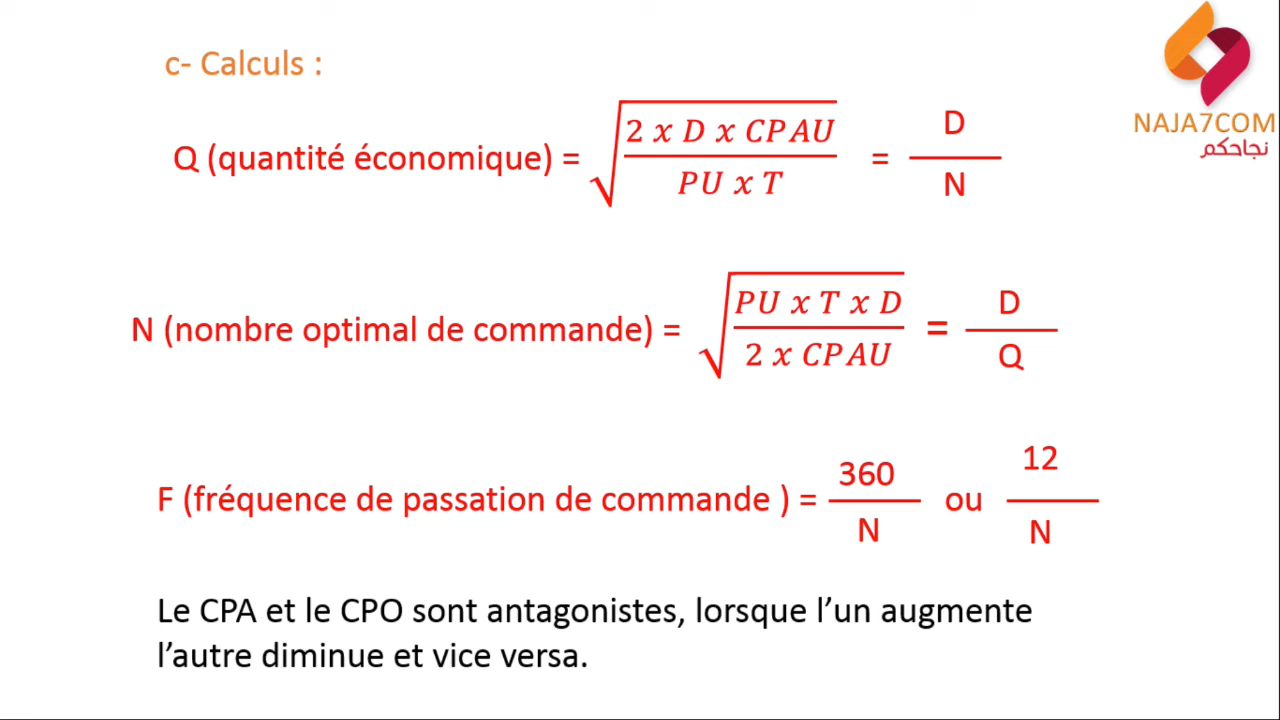 c- Calculs :
NAJA7COM
نجاحكم
Q (quantité économique) = √(2 x D x CPAU / PU x T) = D / N
N (nombre optimal de commande) = √(PU x T x D / 2 x CPAU) = D / Q
F (fréquence de passation de commande ) = 360 / N ou 12 / N
Le CPA et le CPO sont antagonistes, lorsque l’un augmente
l’autre diminue et vice versa.